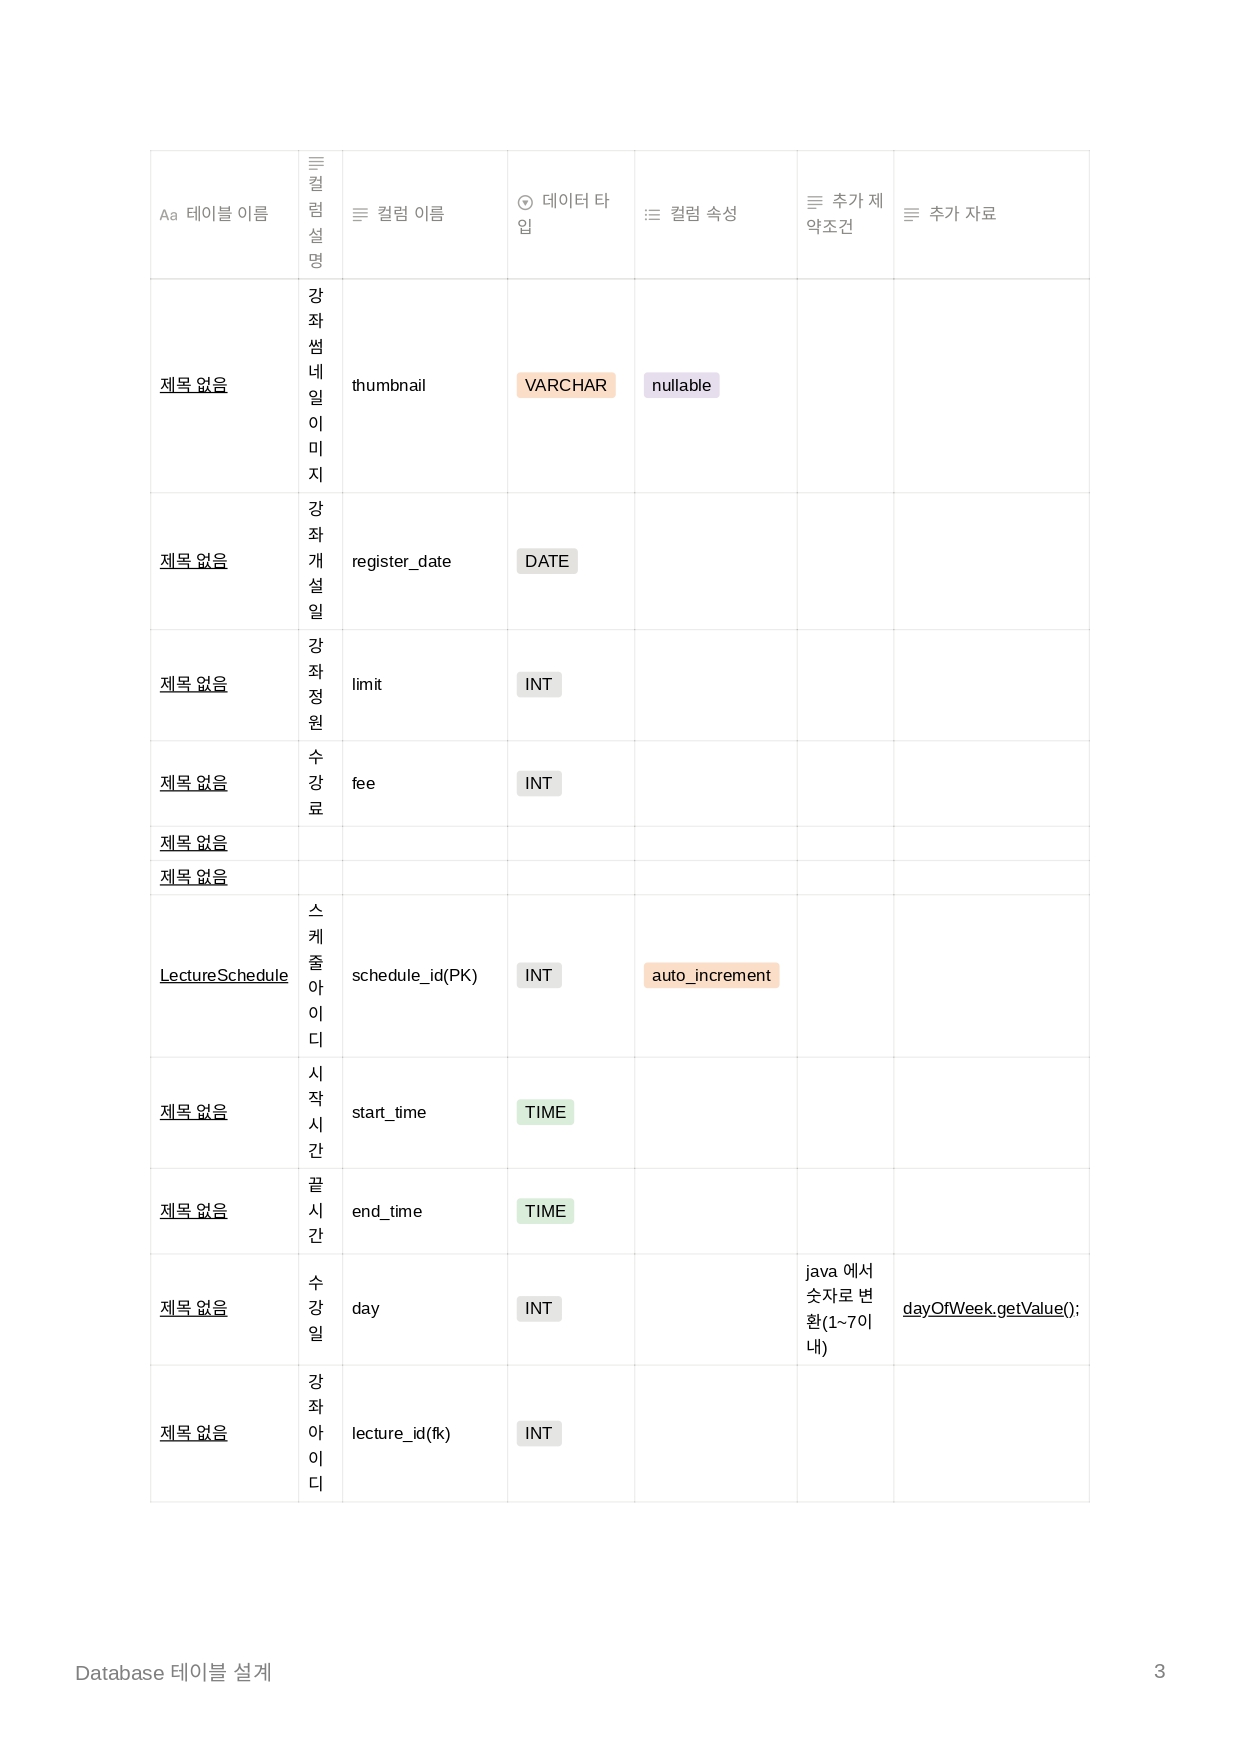 Aa 테이블 이름
컬
럼
설
명
컬럼 이름
데이터 타
입
컬럼 속성
추가 제
약조건
추가 자료
제목 없음
강
좌
썸
네
일
이
미
지
thumbnail
VARCHAR
nullable
제목 없음
강
좌
개
설
일
register_date
DATE
제목 없음
강
좌
정
원
limit
INT
제목 없음
수
강
료
fee
INT
제목 없음
제목 없음
LectureSchedule
스
케
줄
아
이
디
schedule_id(PK)
INT
auto_increment
제목 없음
시
작
시
간
start_time
TIME
제목 없음
끝
시
간
end_time
TIME
제목 없음
수
강
일
day
INT
java 에서
숫자로 변
환(1~7이
내)
dayOfWeek.getValue();
제목 없음
강
좌
아
이
디
lecture_id(fk)
INT
Database 테이블 설계
3